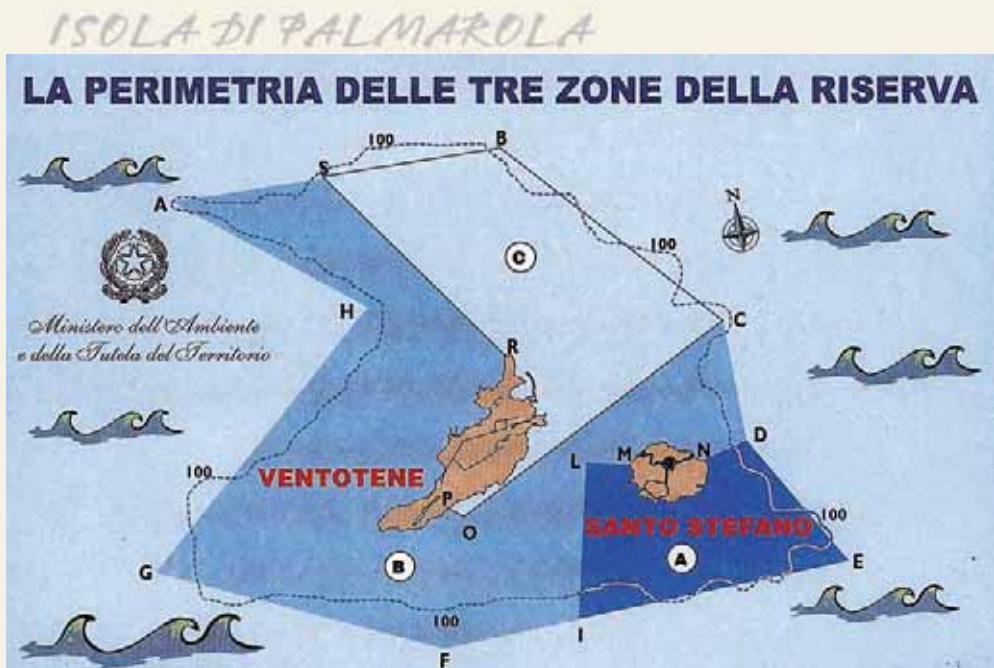 ISOLA DI PALMAROLA
LA PERIMETRIA DELLE TRE ZONE DELLA RISERVA
100
B
S
A
N
100
C
H
C
Ministero dell'Ambiente
e della Tutela del Territorio
R
D
L
M
N
100
VENTOTENE
P
O
SANTO STEFANO
100
G
B
A
E
100
I
F